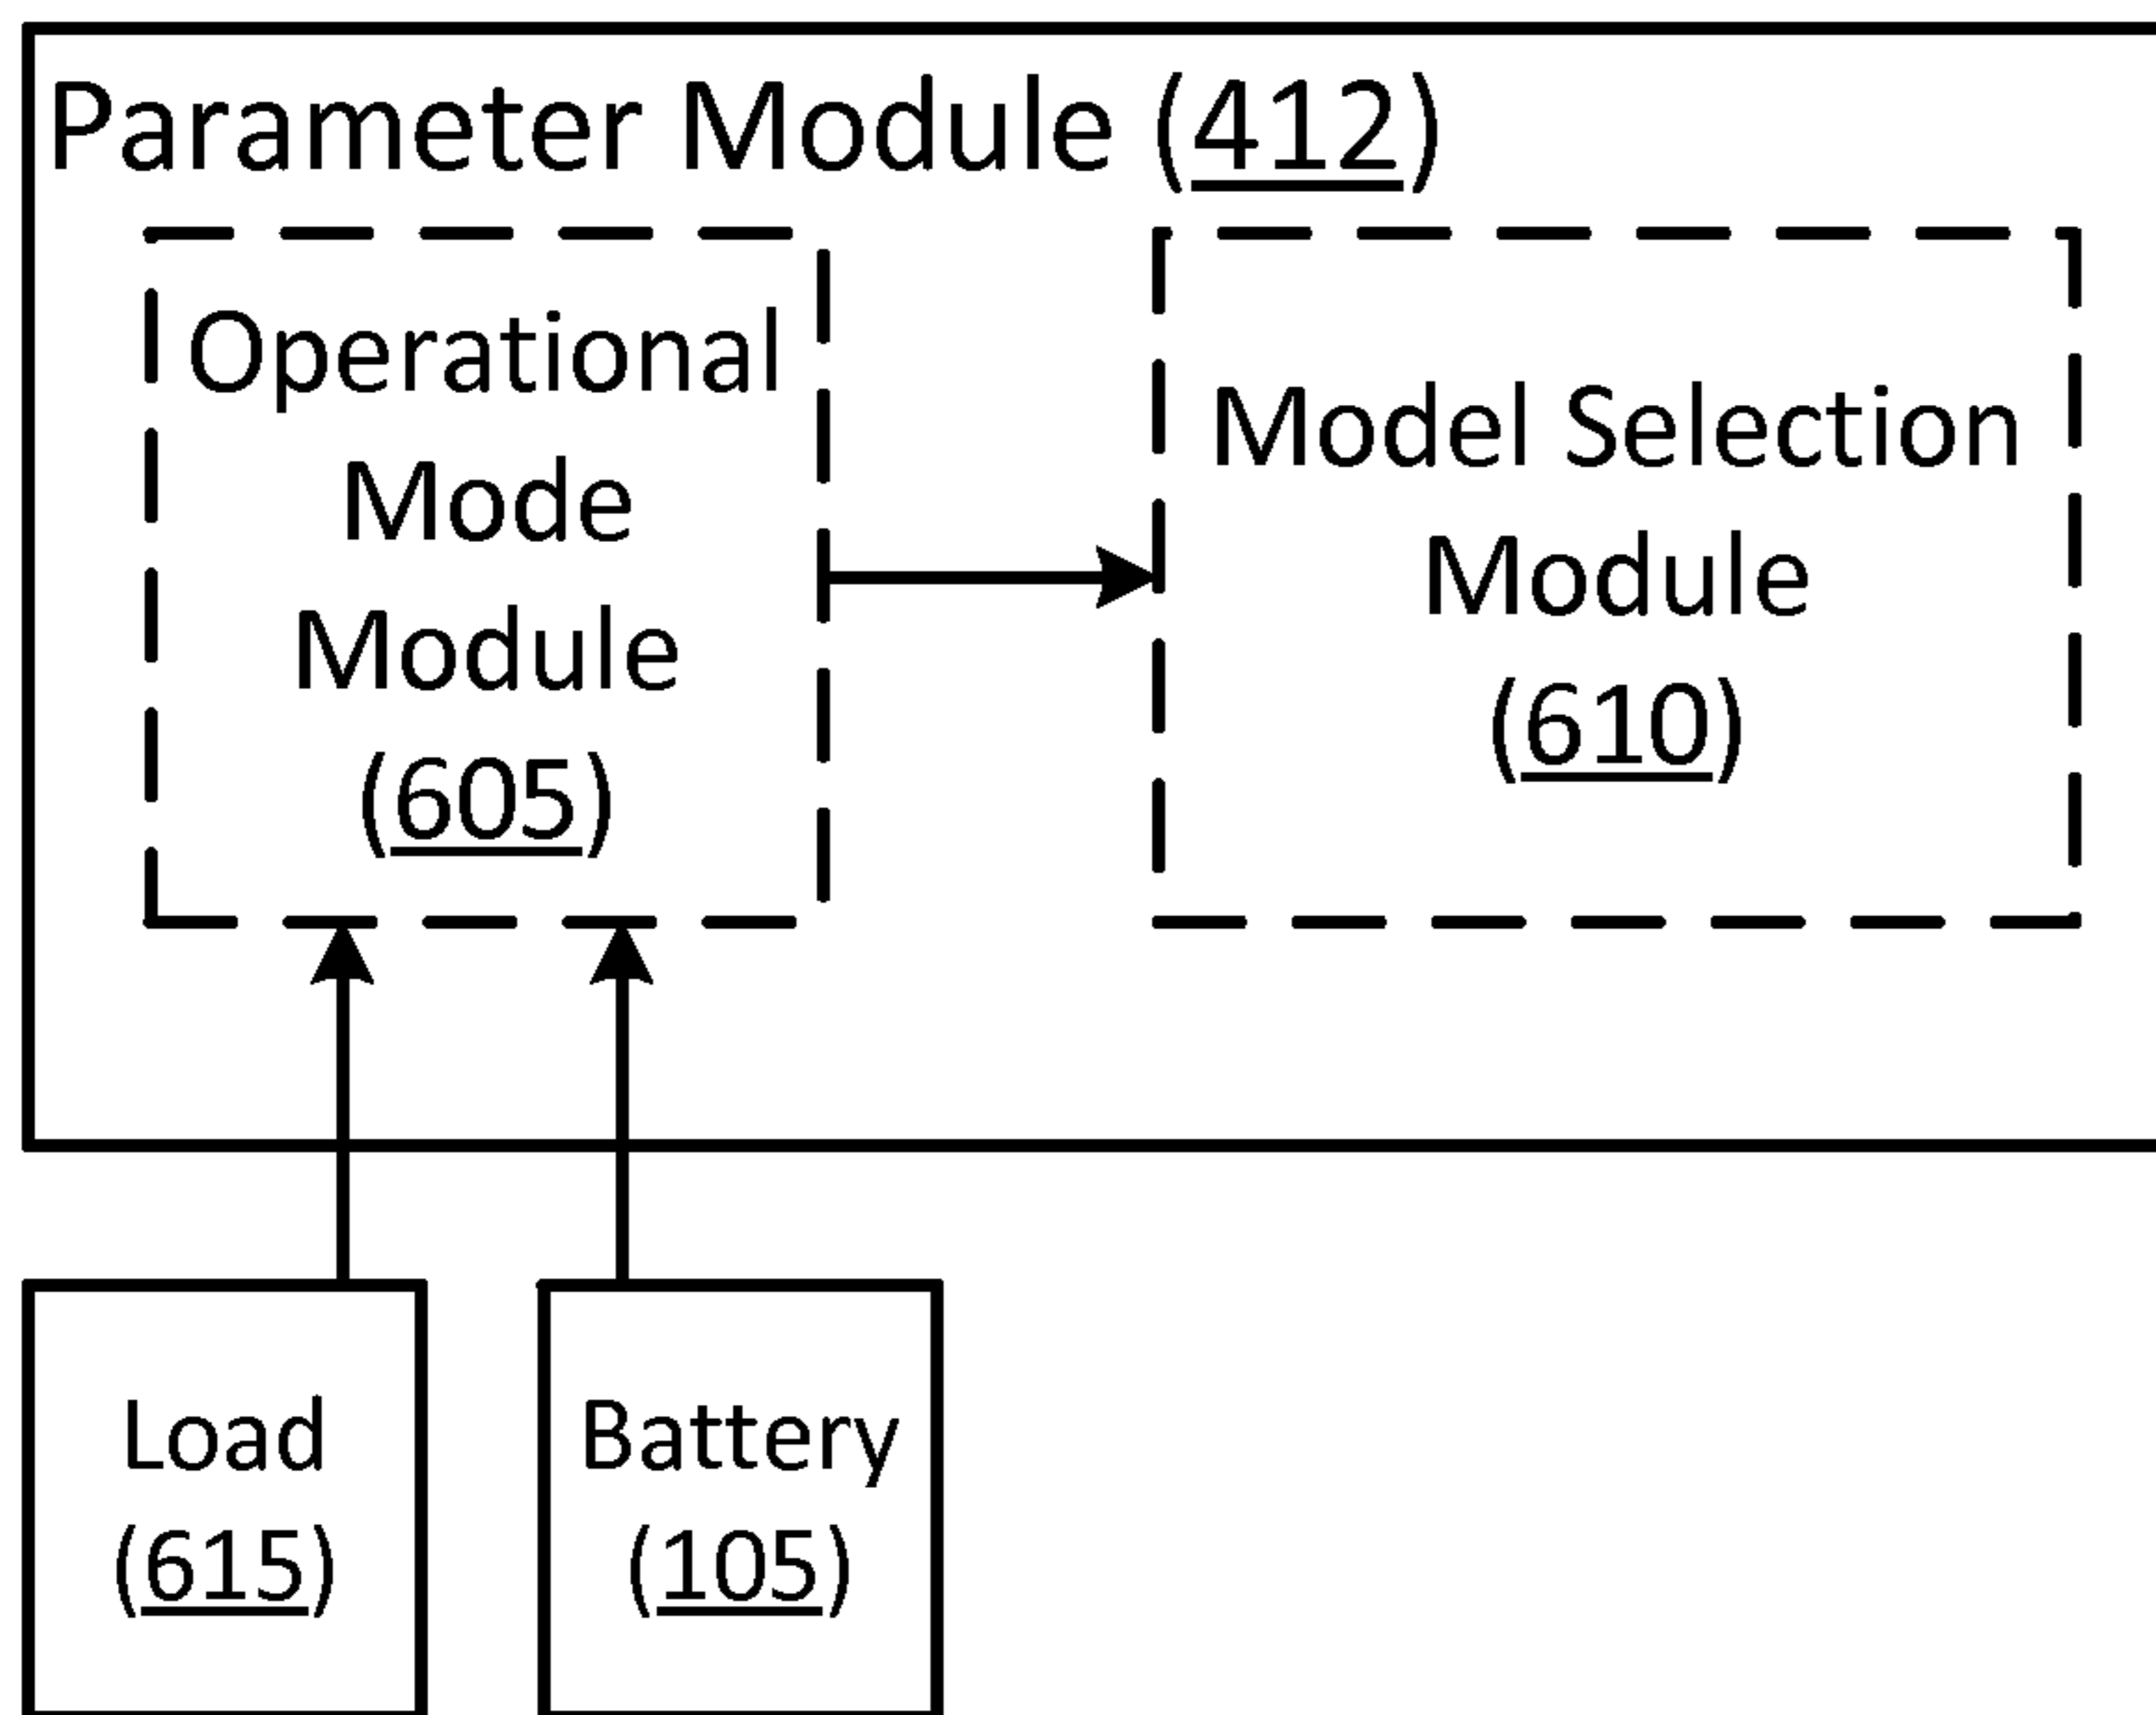 Parameter Module (412)
Operational
Mode
Module
(605)
Model Selection
Module
(610)
Load
(615)
Battery
(105)